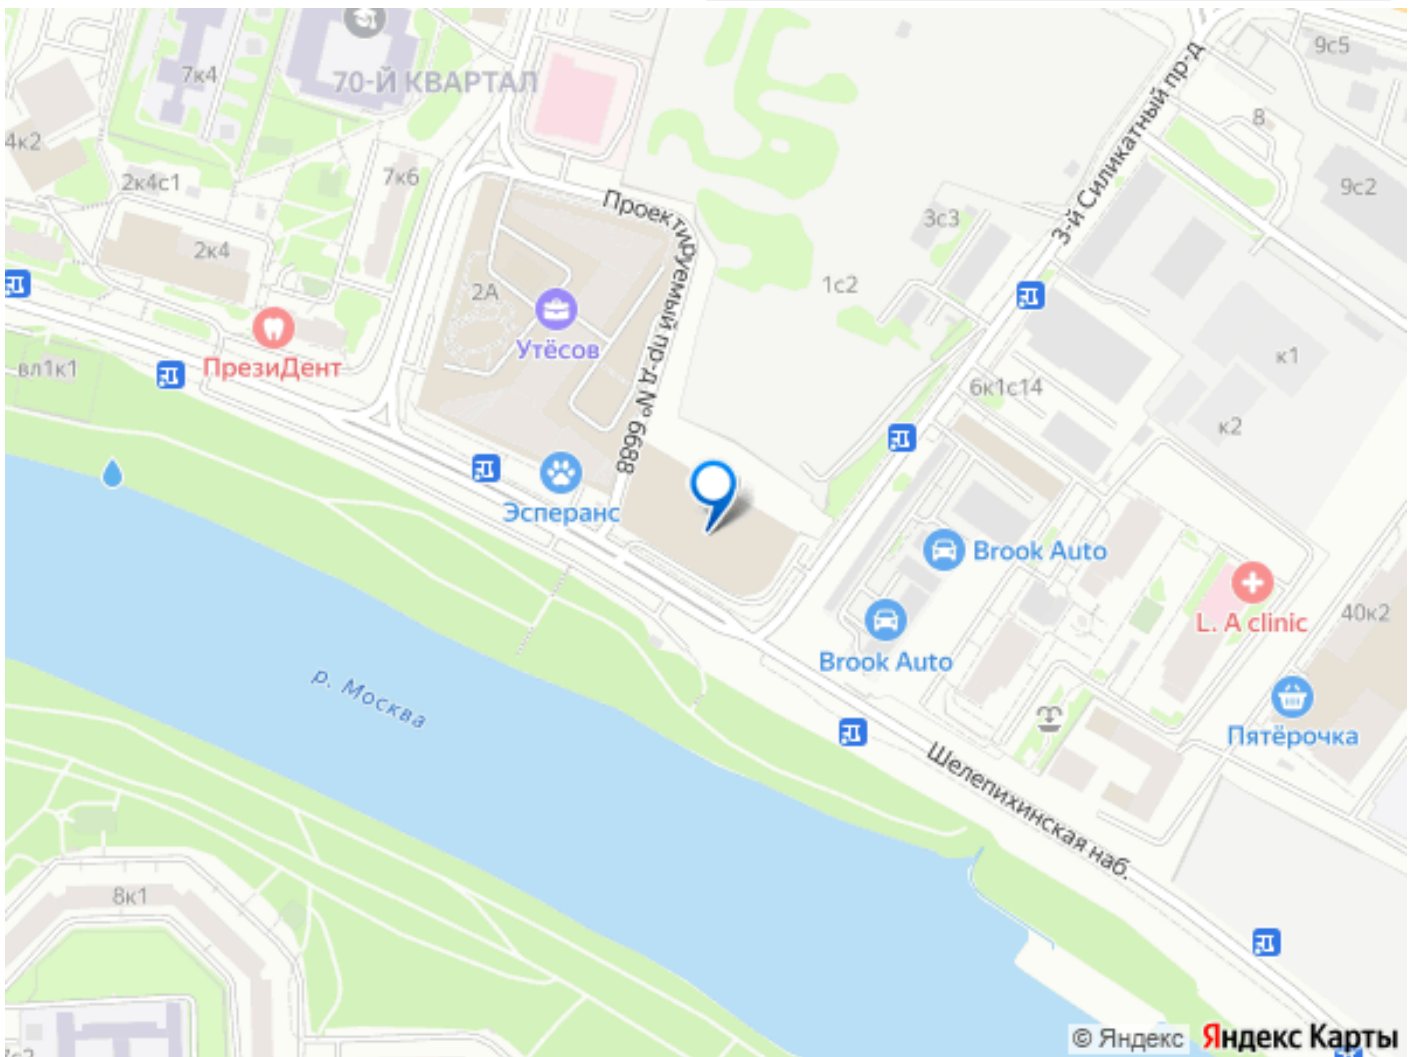 9с5
7к4
70-Й КВАРТАЛ
3-й Силикатный пр-д
8
4к2
2к4с1
7к6
9с2
Проектируемый пр-д № 6688
3с3
2к4
2А
1с2
Утёсов
ПрезиДент
вл1к1
к1
6к1с14
к2
Эсперанс
Brook Auto
L. A clinic
40к2
Brook Auto
р. Москва
Пятёрочка
Шелепихинская наб.
8к1
© Яндекс
Яндекс Карты